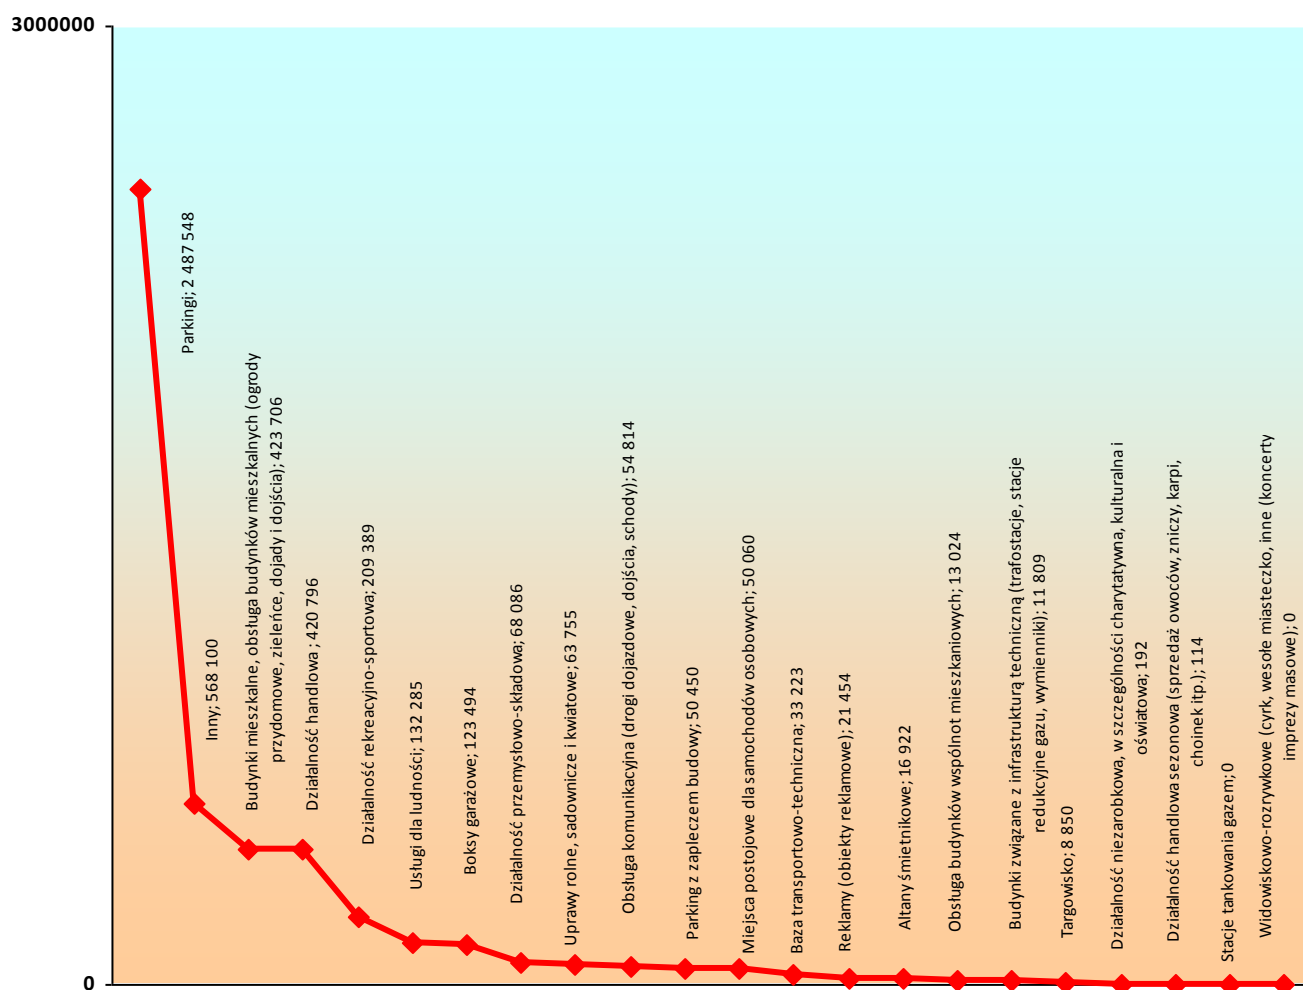 3000000
Parkingi; 2 487 548
Inny; 568 100
Budynki mieszkalne, obsługa budynków mieszkalnych (ogrody
przydomowe, zieleńce, dojady i dojścia); 423 706
Działalność handlowa ; 420 796
Działalność rekreacyjno-sportowa; 209 389
Usługi dla ludności; 132 285
Boksy garażowe; 123 494
Działalność przemysłowo-składowa; 68 086
Uprawy rolne, sadownicze i kwiatowe; 63 755
Obsługa komunikacyjna (drogi dojazdowe, dojścia, schody); 54 814
Parking z zapleczem budowy; 50 450
Miejsca postojowe dla samochodów osobowych; 50 060
Baza transportowo-techniczna; 33 223
Reklamy (obiekty reklamowe); 21 454
Altany śmietnikowe; 16 922
Obsługa budynków wspólnot mieszkaniowych; 13 024
Budynki związane z infrastrukturą techniczną (trafostacje, stacje
redukcyjne gazu, wymienniki); 11 809
Targowisko; 8 850
Działalność niezarobkowa, w szczególności charytatywna, kulturalna i
oświatowa; 192
Działalność handlowa sezonowa (sprzedaż owoców, zniczy, karpi,
choinek itp.); 114
Stacje tankowania gazem; 0
Widowiskowo-rozrywkowe (cyrk, wesołe miasteczko, inne (koncerty
imprezy masowe); 0
0